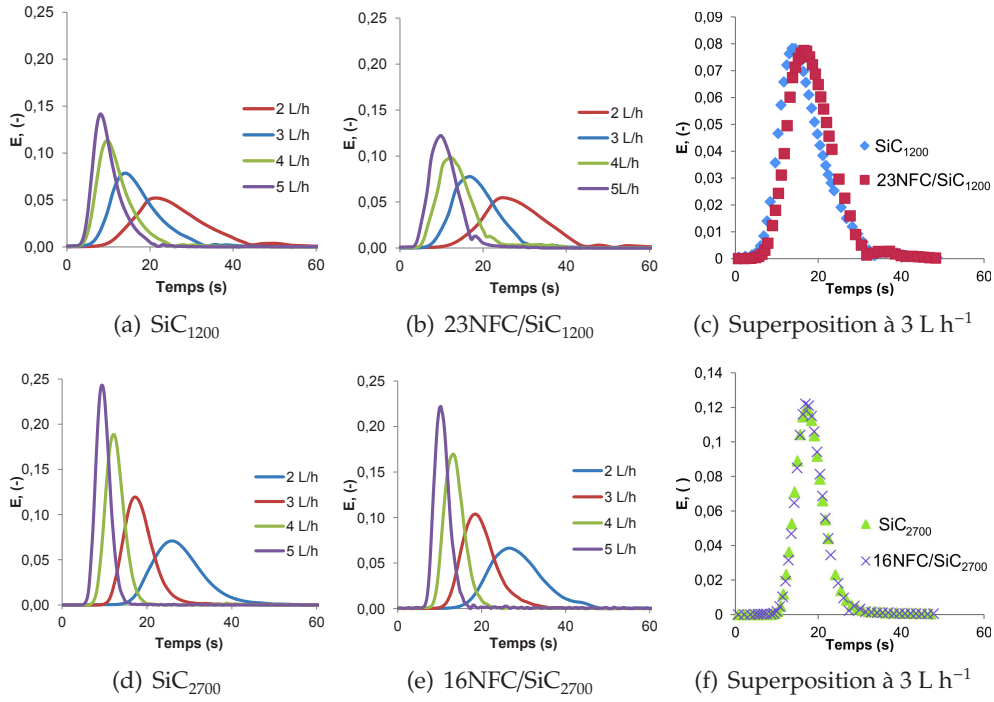 0,25
0,20
0,15
0,10
0,05
0,00
E, (-)
2 L/h
3 L/h
4 L/h
5 L/h
0 20 40 60
Temps (s)
(a) SiC1200
0,25
0,20
0,15
0,10
0,05
0,00
E, (-)
2 L/h
3 L/h
4L/h
5L/h
0 20 40 60
Temps (s)
(b) 23NFC/SiC1200
0,09
0,08
0,07
0,06
0,05
0,04
0,03
0,02
0,01
0
E, (-)
SiC1200
23NFC/SiC1200
0 20 40 60
Temps (s)
(c) Superposition à 3 L h−1
0,25
0,20
0,15
0,10
0,05
0,00
E, (-)
2 L/h
3 L/h
4 L/h
5 L/h
0 20 40 60
Temps (s)
(d) SiC2700
0,25
0,20
0,15
0,10
0,05
0,00
E, (-)
2 L/h
3 L/h
4 L/h
5 L/h
0 20 40 60
Temps (s)
(e) 16NFC/SiC2700
0,14
0,12
0,1
0,08
0,06
0,04
0,02
0
E, ( )
SiC2700
16NFC/SiC2700
0 20 40 60
Temps (s)
(f) Superposition à 3 L h−1